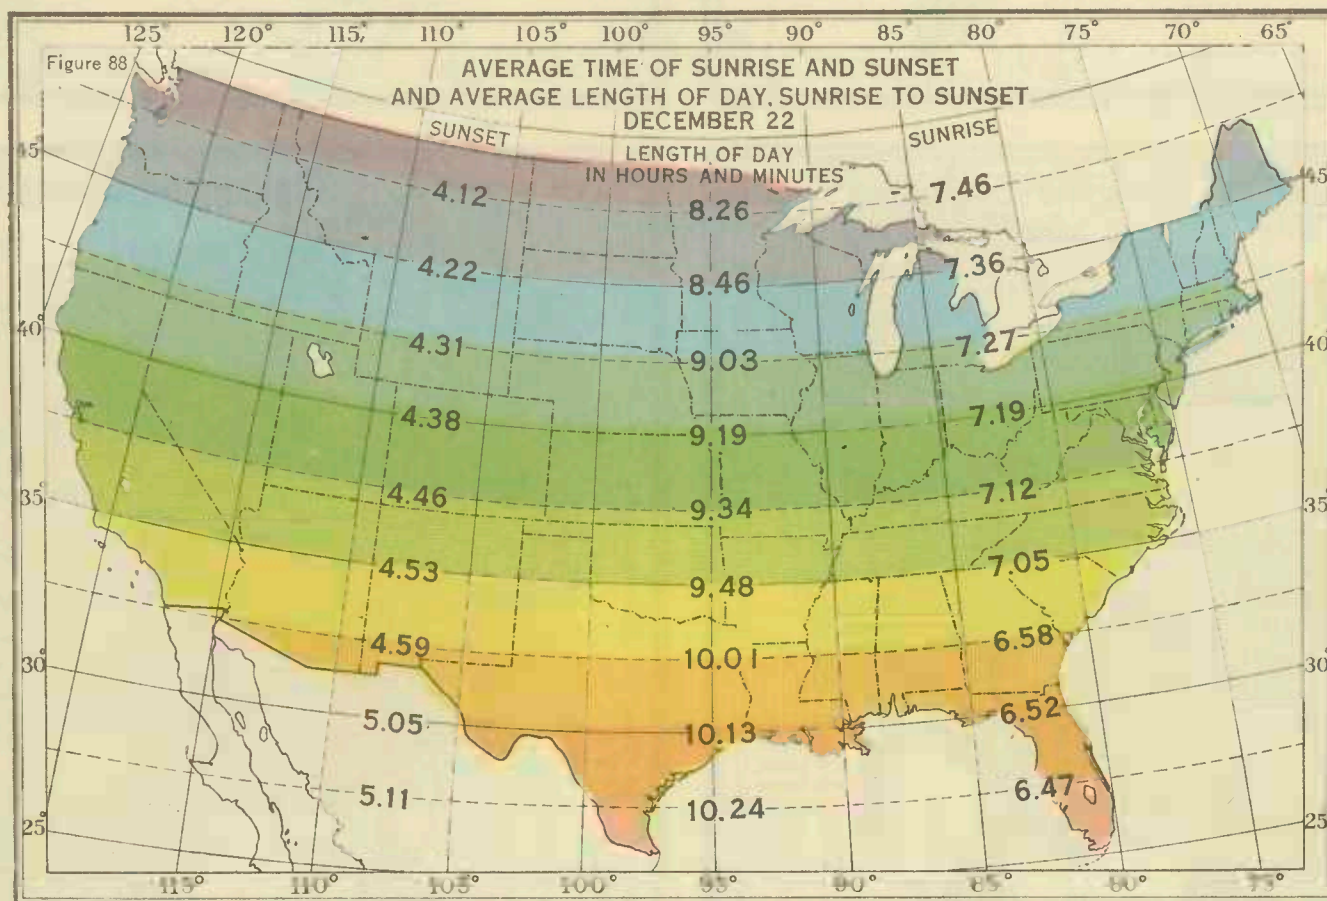 125° 120° 115° 110° 105° 100° 95° 90° 85° 80° 75° 70° 65°
Figure 88
AVERAGE TIME OF SUNRISE AND SUNSET
AND AVERAGE LENGTH OF DAY, SUNRISE TO SUNSET
DECEMBER 22
SUNSET
SUNRISE
LENGTH OF DAY
IN HOURS AND MINUTES
45° 45°
4.12 8.26 7.46
4.22 8.46 7.36
40° 40°
4.31 9.03 7.27
4.38 9.19 7.19
35° 35°
4.46 9.34 7.12
4.53 9.48 7.05
30° 30°
4.59 10.01 6.58
5.05 10.13 6.52
25° 25°
5.11 10.24 6.47
115° 110° 105° 100° 95° 90° 85° 80° 75°